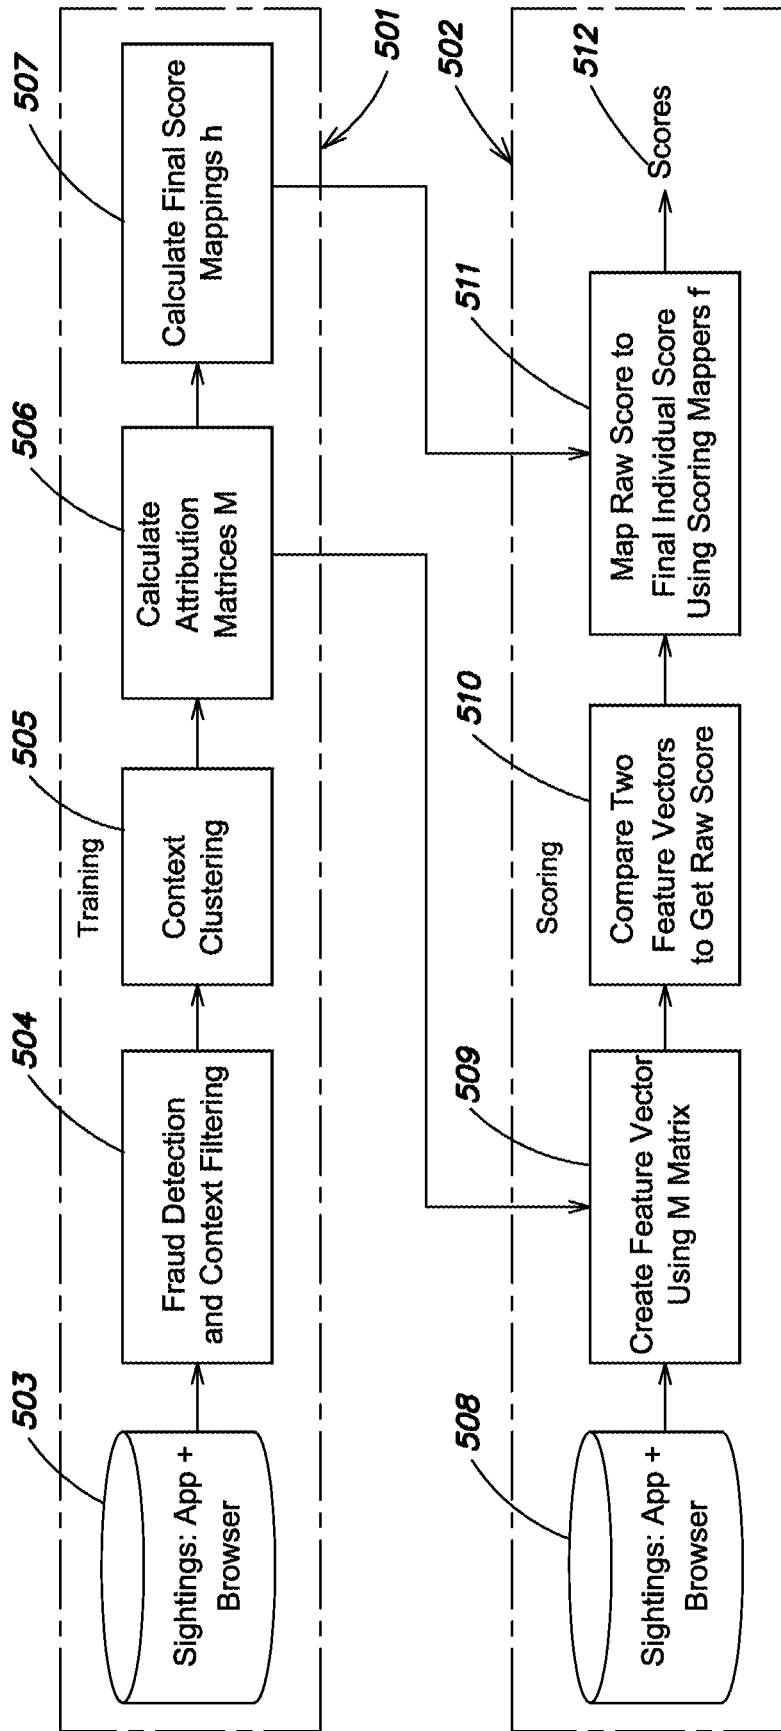 Training
503
Sightings: App +
Browser
504
Fraud Detection
and Context Filtering
505
Context
Clustering
506
Calculate
Attribution
Matrices M
507
Calculate Final Score
Mappings h
501
502
Scoring
508
Sightings: App +
Browser
509
Create Feature Vector
Using M Matrix
510
Compare Two
Feature Vectors
to Get Raw Score
511
Map Raw Score to
Final Individual Score
Using Scoring Mappers f
512
Scores